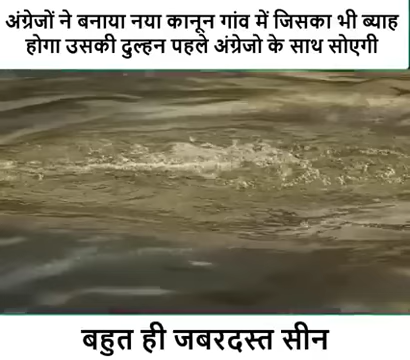 अंग्रेजों ने बनाया नया कानून गांव में जिसका भी ब्याह
होगा उसकी दुल्हन पहले अंग्रेजो के साथ सोएगी
बहुत ही जबरदस्त सीन